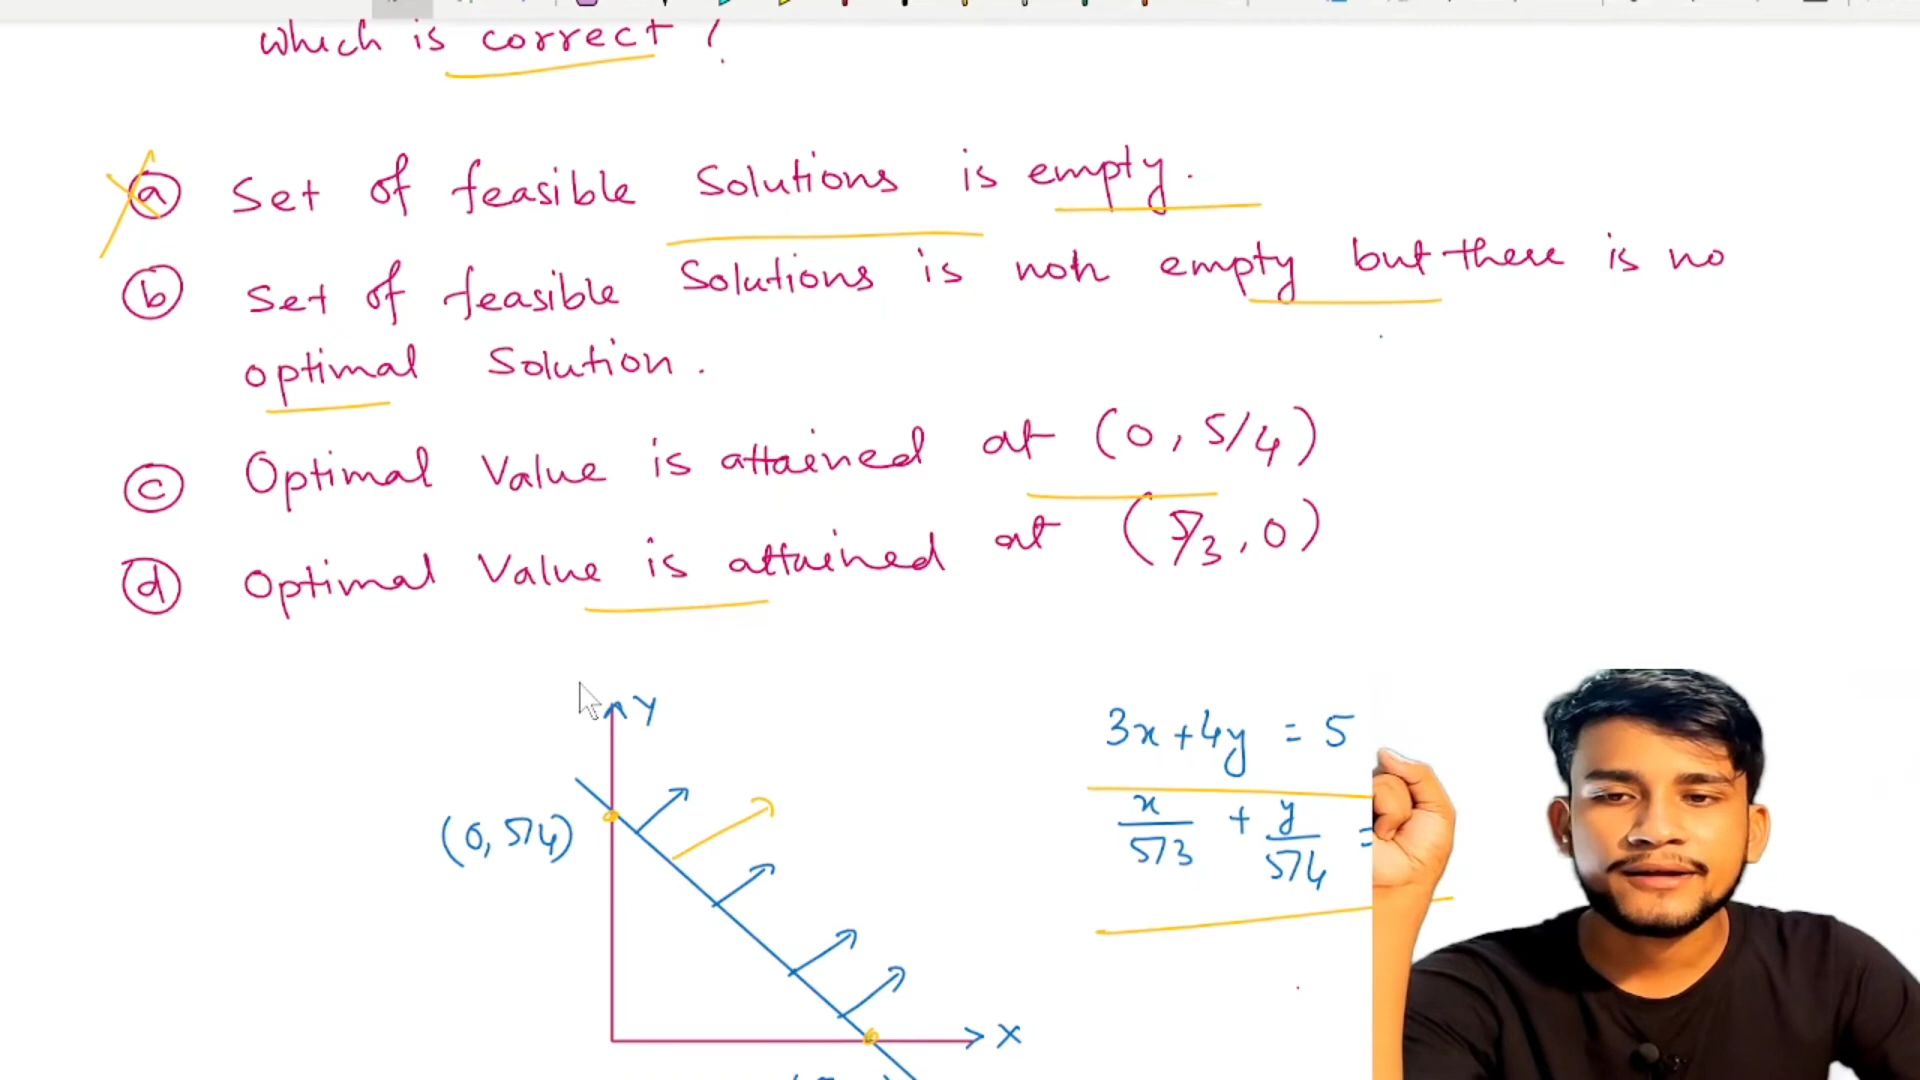 which is correct ?
ⓐ Set of feasible Solutions is empty.
ⓑ Set of feasible Solutions is non empty but there is no
optimal Solution.
ⓒ Optimal Value is attained at (0, 5/4)
ⓓ Optimal Value is attained at (5/3, 0)
Y
(0, 5/4)
3x+4y = 5
x/5/3 + y/5/4 =
X